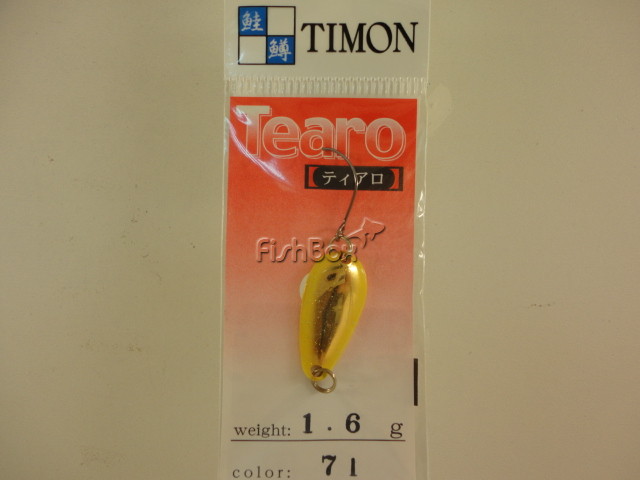 鮭 TIMON
鱒
Tearo
【ティアロ】
FishBox
weight: 1.6 g
color: 71